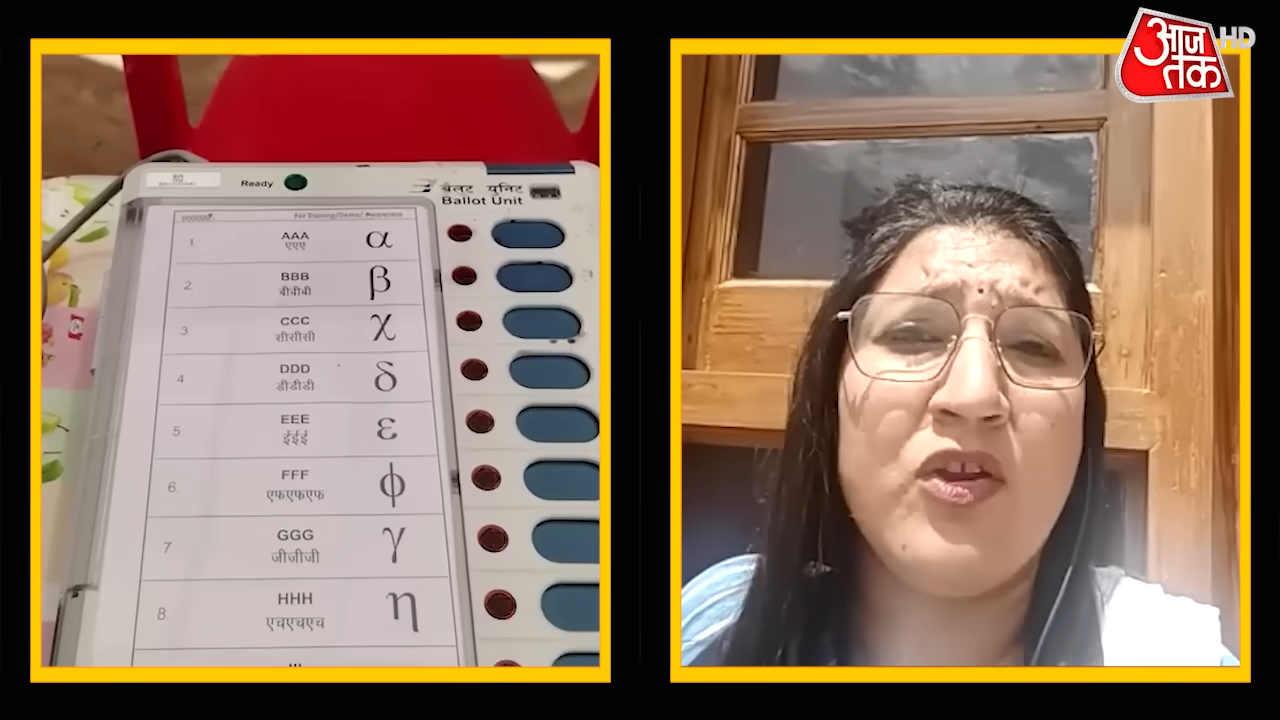 आज तक HD
Ready
बैलट युनिट
Ballot Unit
For Training/Demo/ Awareness
1. AAA α
एएए
2. BBB β
बीबीबी
3 CCC χ
सीसीसी
4 DDD δ
डीडीडी
5 EEE ε
ईईई
6. FFF ϕ
एफएफएफ
7 GGG γ
जीजीजी
8. HHH η
एचएचएच